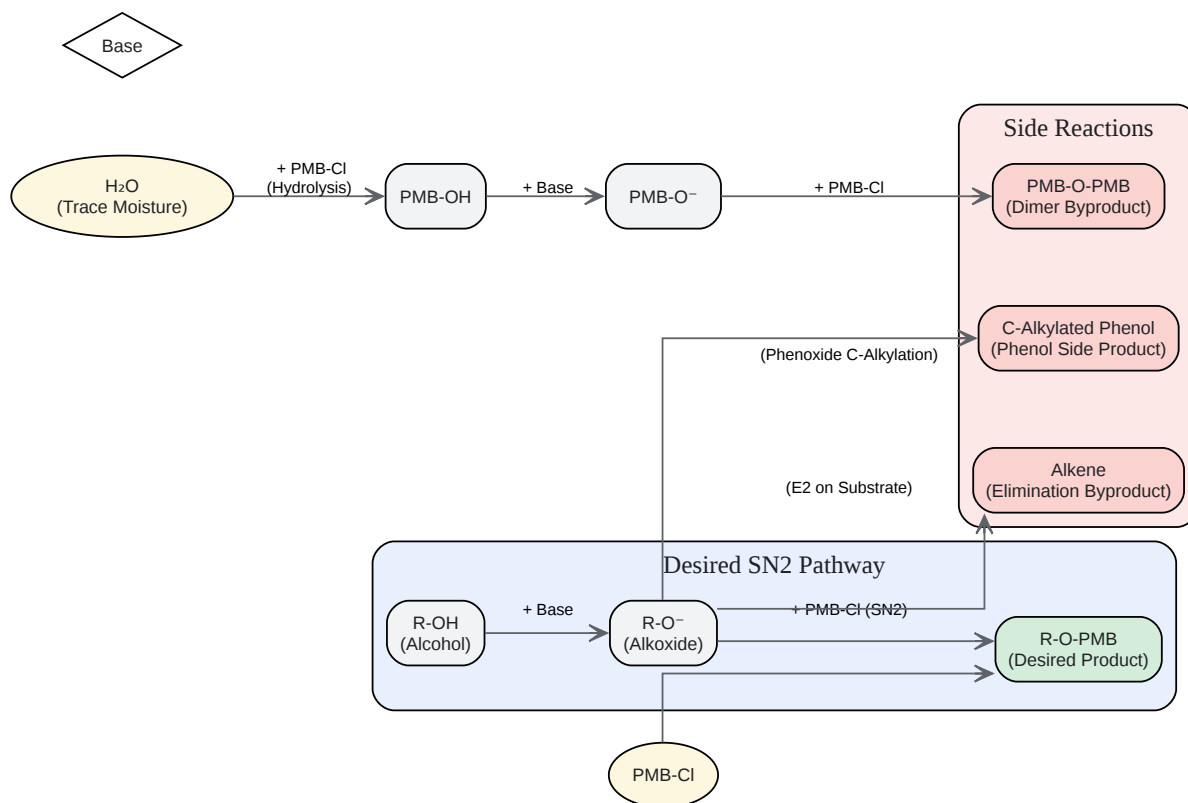 Base
Side Reactions
+ PMB-Cl
(Hydrolysis)
H₂O
(Trace Moisture)
PMB-OH
+ Base
PMB-O⁻
+ PMB-Cl
PMB-O-PMB
(Dimer Byproduct)
C-Alkylated Phenol
(Phenol Side Product)
(Phenoxide C-Alkylation)
Alkene
(Elimination Byproduct)
(E2 on Substrate)
Desired SN2 Pathway
R-OH
(Alcohol)
+ Base
R-O⁻
(Alkoxide)
+ PMB-Cl (SN2)
R-O-PMB
(Desired Product)
PMB-Cl